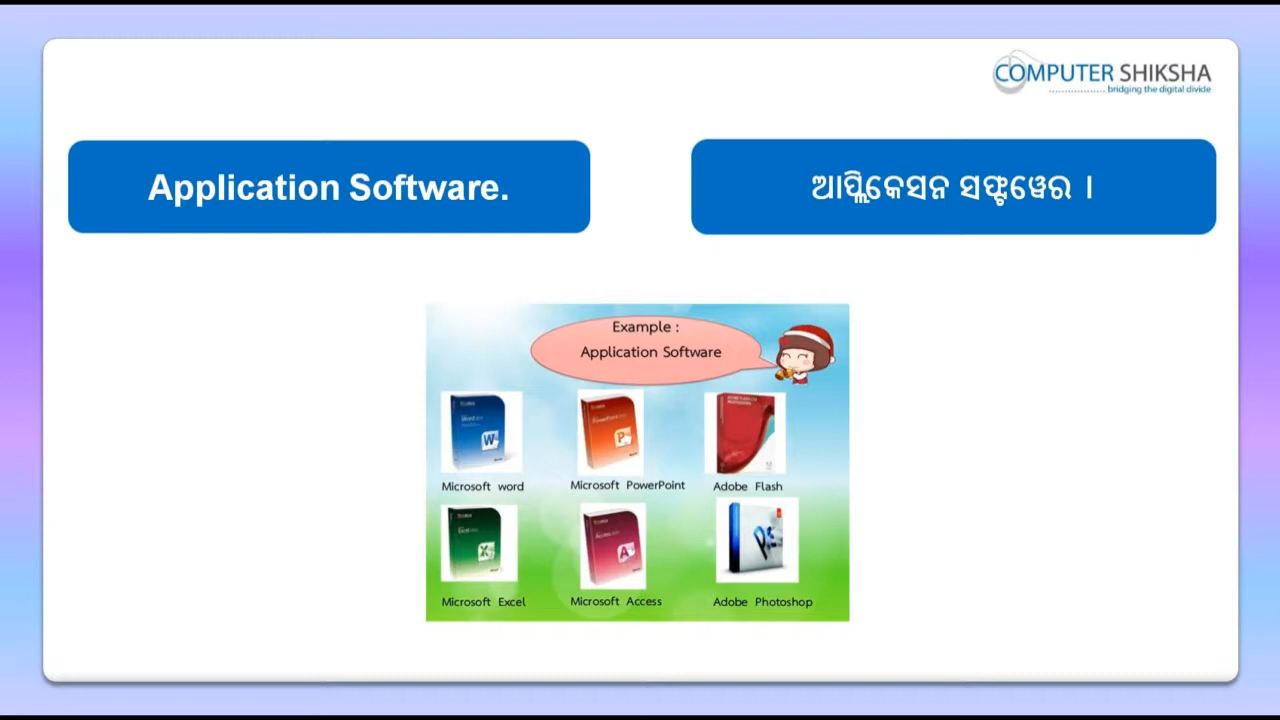 COMPUTER SHIKSHA
bridging the digital divide
Application Software.
ଆପ୍ଲିକେସନ ସଫ୍ଟୱେର ।
Example :
Application Software
Microsoft word
Microsoft PowerPoint
Adobe Flash
Microsoft Excel
Microsoft Access
Adobe Photoshop